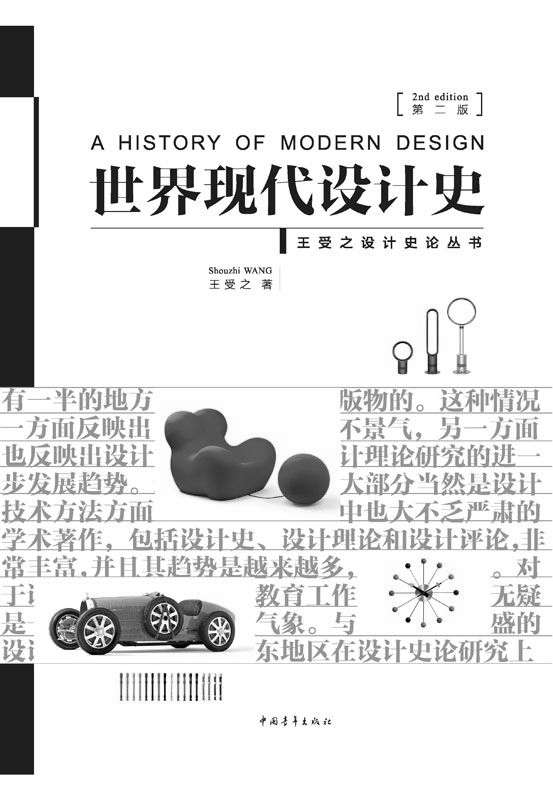 2nd edition
第二版
A HISTORY OF MODERN DESIGN
世界现代设计史
王受之设计史论丛书
Shouzhi WANG
王受之 著
有一半的地方 版物的。这种情况
一方面反映出 不景气，另一方面
也反映出设计 计理论研究的进一
步发展趋势。 大部分当然是设计
技术方法方面 中也大不乏严肃的
学术著作，包括设计史、设计理论和设计评论，非
常丰富，并且其趋势是越来越多， 。对
于 教育工作 无疑
是 气象。与 盛的
设 东地区在设计史论研究上
中国青年出版社